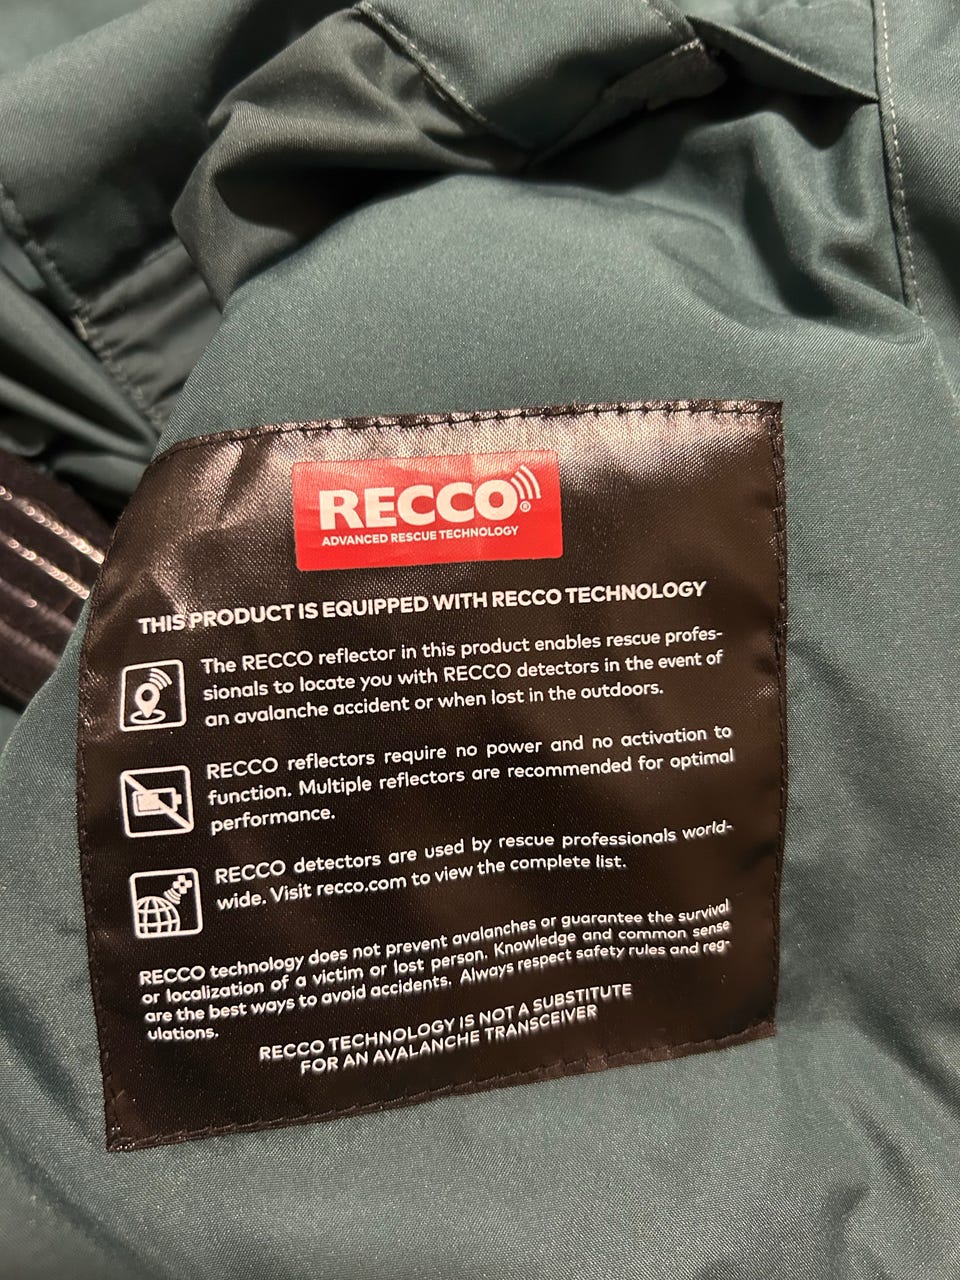 RECCO®
ADVANCED RESCUE TECHNOLOGY
THIS PRODUCT IS EQUIPPED WITH RECCO TECHNOLOGY
The RECCO reflector in this product enables rescue profes-
sionals to locate you with RECCO detectors in the event of
an avalanche accident or when lost in the outdoors.
RECCO reflectors require no power and no activation to
function. Multiple reflectors are recommended for optimal
performance.
RECCO detectors are used by rescue professionals world-
wide. Visit recco.com to view the complete list.
RECCO technology does not prevent avalanches or guarantee the survival
or localization of a victim or lost person. Knowledge and common sense
are the best ways to avoid accidents. Always respect safety rules and reg-
ulations.
RECCO TECHNOLOGY IS NOT A SUBSTITUTE
FOR AN AVALANCHE TRANSCEIVER